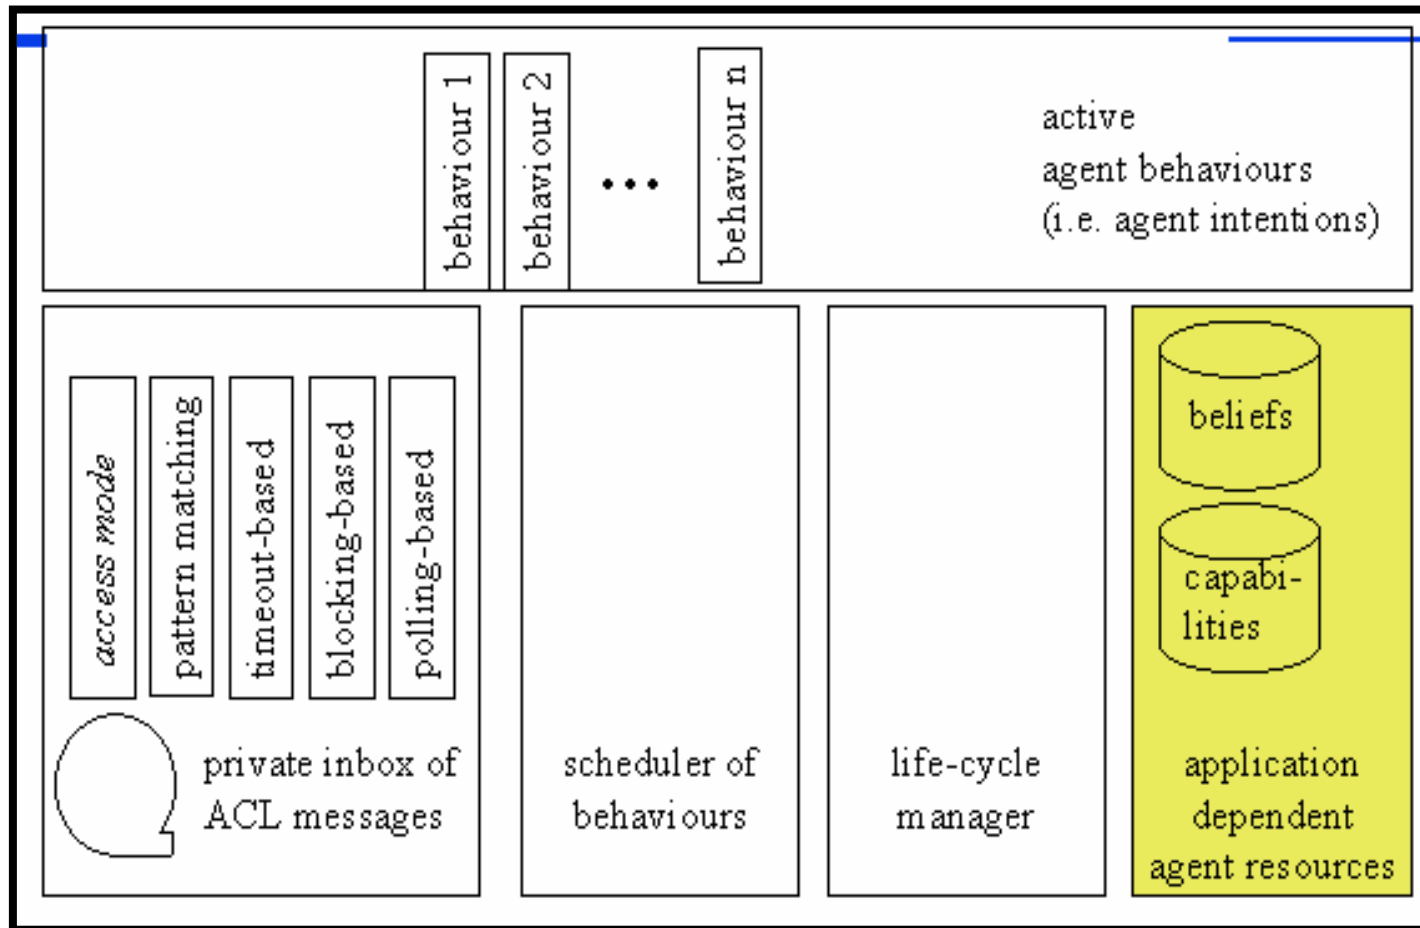 behaviour 1
behaviour 2
behaviour n
active
agent behaviours
(i.e. agent intentions)
access mode
pattern matching
timeout-based
blocking-based
polling-based
private inbox of
ACL messages
scheduler of
behaviours
life-cycle
manager
beliefs
capabi-
lities
application
dependent
agent resources